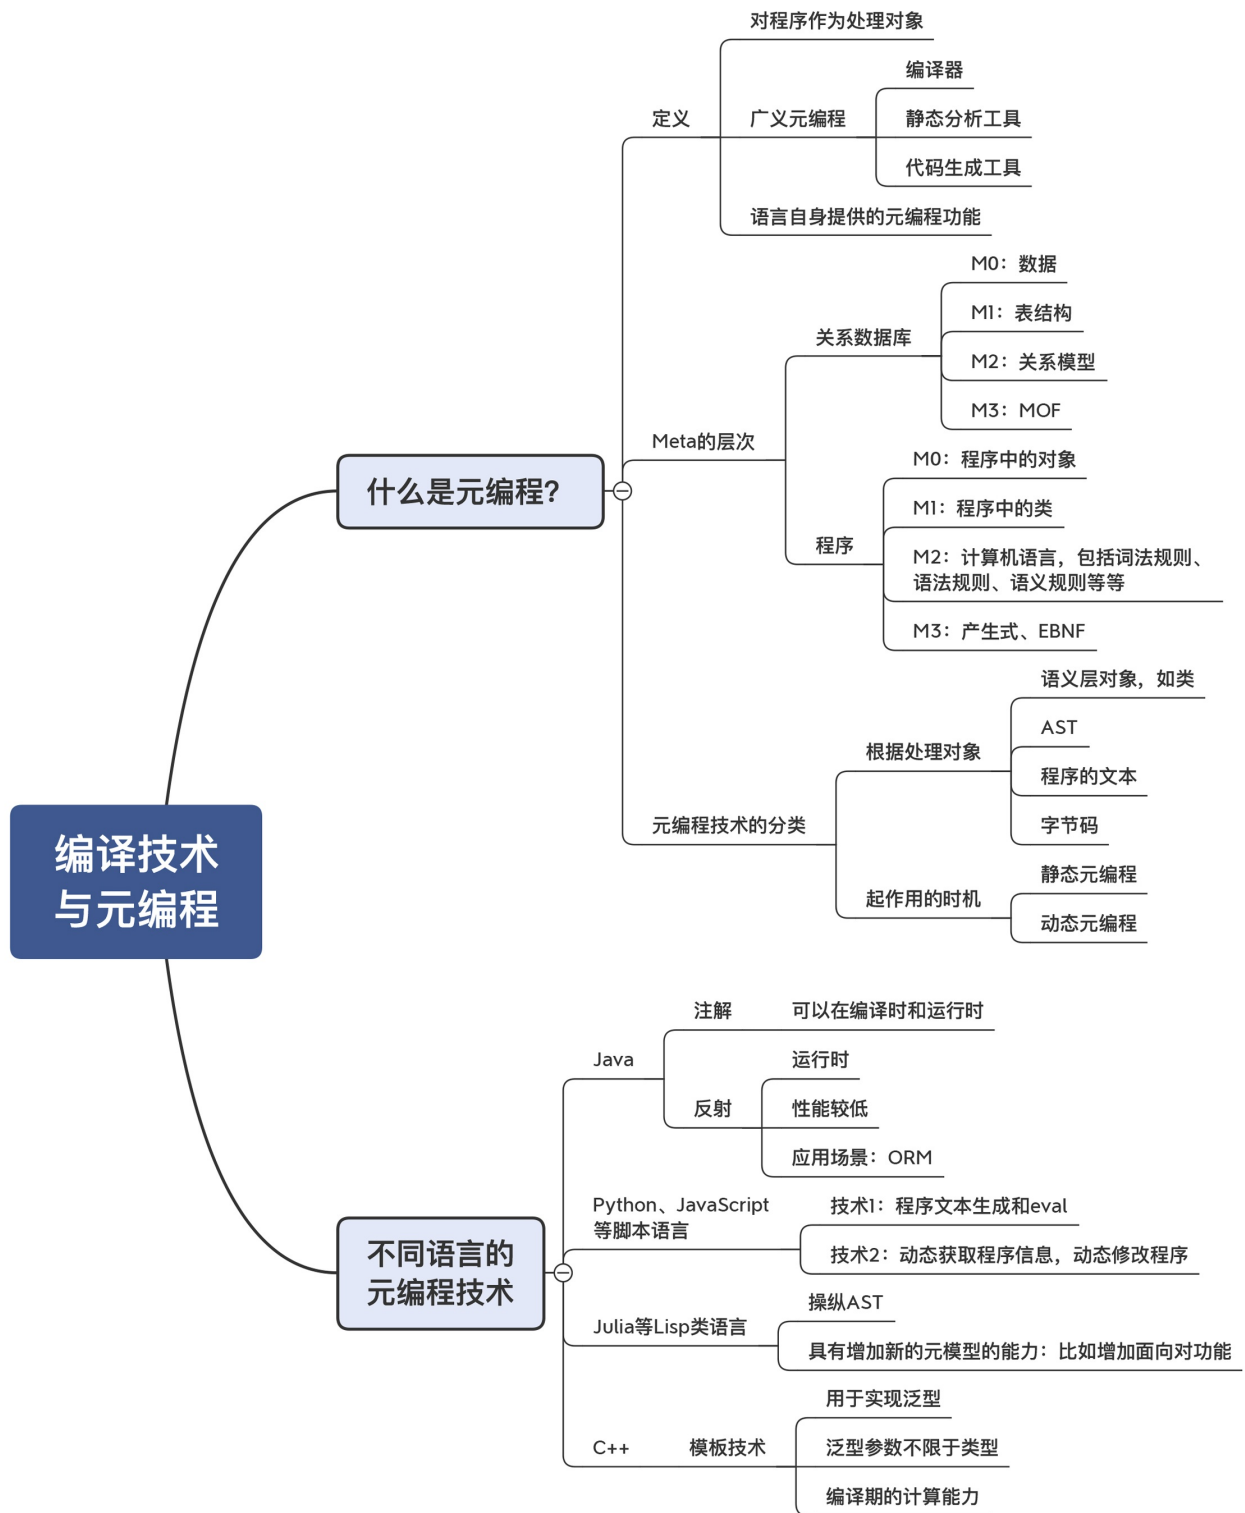 对程序作为处理对象
编译器
定义
广义元编程
静态分析工具
代码生成工具
语言自身提供的元编程功能
M0：数据
M1：表结构
关系数据库
M2：关系模型
M3：MOF
Meta的层次
M0：程序中的对象
什么是元编程？
M1：程序中的类
程序
M2：计算机语言，包括词法规则、
语法规则、语义规则等等
M3：产生式、EBNF
语义层对象，如类
AST
根据处理对象
程序的文本
元编程技术的分类
字节码
静态元编程
起作用的时机
动态元编程
编译技术
与元编程
注解
可以在编译时和运行时
Java
运行时
反射
性能较低
应用场景：ORM
Python、JavaScript
等脚本语言
技术1：程序文本生成和eval
技术2：动态获取程序信息，动态修改程序
不同语言的
元编程技术
操纵AST
Julia等Lisp类语言
具有增加新的元模型的能力：比如增加面向对功能
用于实现泛型
C++
模板技术
泛型参数不限于类型
编译期的计算能力